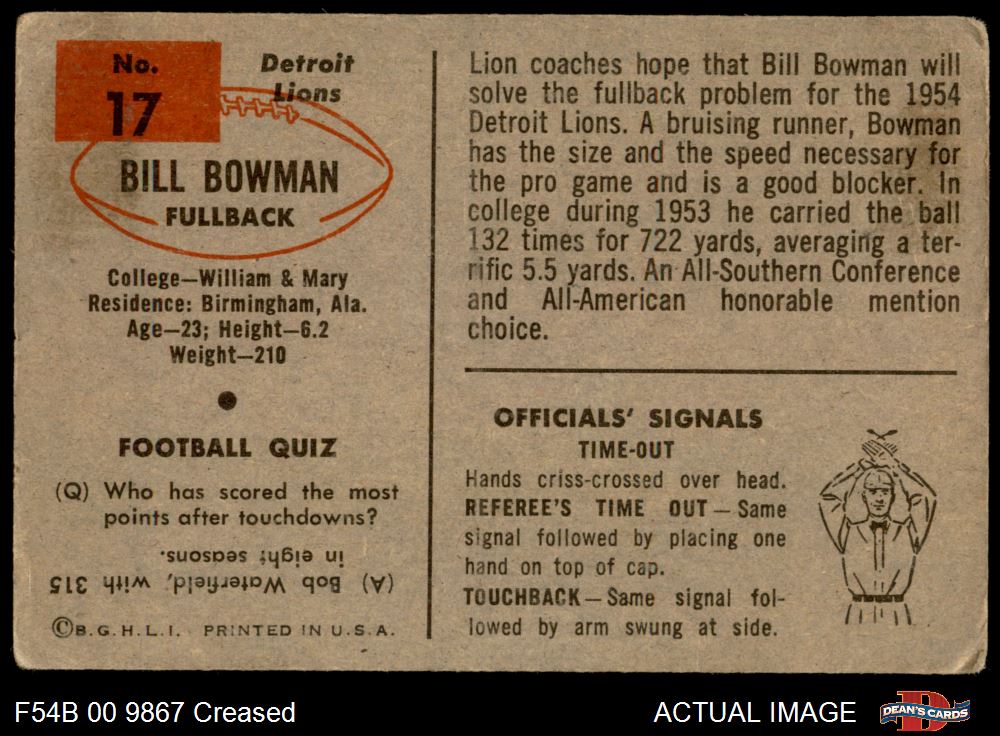 No.
17
Detroit
Lions
BILL BOWMAN
FULLBACK
College—William & Mary
Residence: Birmingham, Ala.
Age—23; Height—6.2
Weight—210
FOOTBALL QUIZ
(Q) Who has scored the most
points after touchdowns?
(A) Bob Waterfield, with 315
in eight seasons.
©B.G.H.L.I. PRINTED IN U.S.A.
Lion coaches hope that Bill Bowman will
solve the fullback problem for the 1954
Detroit Lions. A bruising runner, Bowman
has the size and the speed necessary for
the pro game and is a good blocker. In
college during 1953 he carried the ball
132 times for 722 yards, averaging a ter-
rific 5.5 yards. An All-Southern Conference
and All-American honorable mention
choice.
OFFICIALS' SIGNALS
TIME-OUT
Hands criss-crossed over head.
REFEREE'S TIME OUT—Same
signal followed by placing one
hand on top of cap.
TOUCHBACK—Same signal fol-
lowed by arm swung at side.
F54B 00 9867 Creased
ACTUAL IMAGE
DEAN'S CARDS